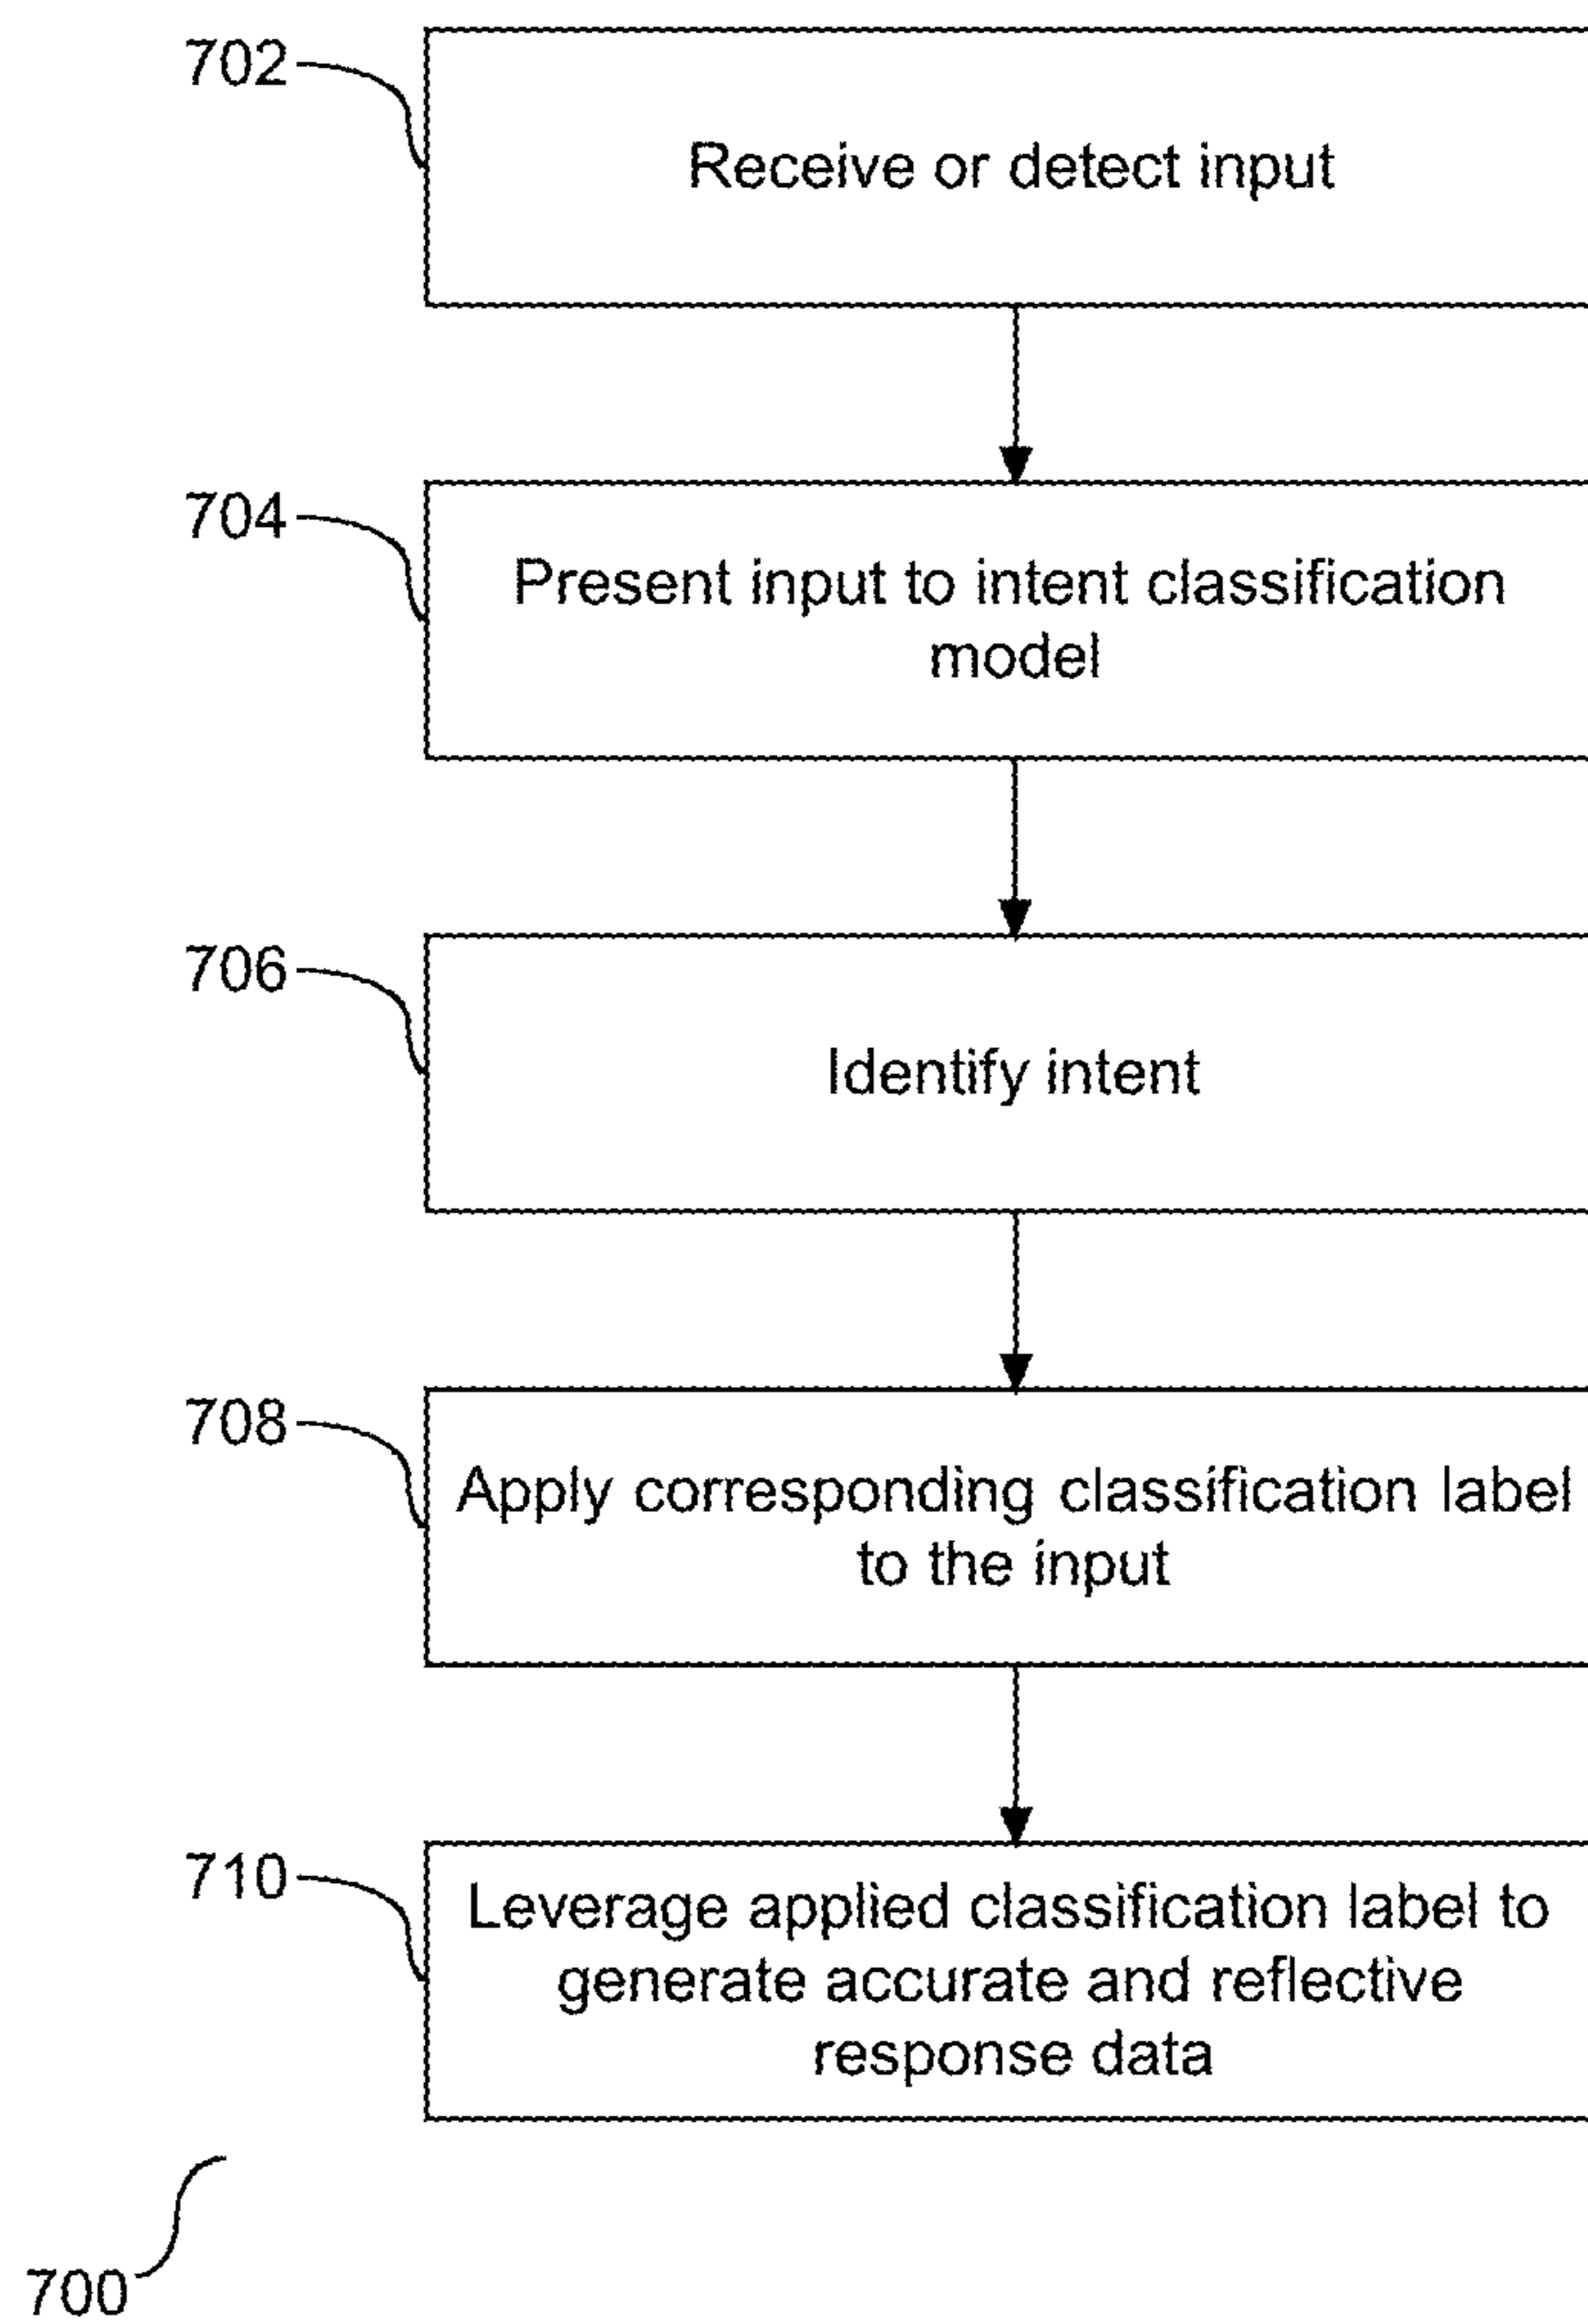 702
Receive or detect input
704
Present input to intent classification
model
706
Identify intent
708
Apply corresponding classification label
to the input
710
Leverage applied classification label to
generate accurate and reflective
response data
700